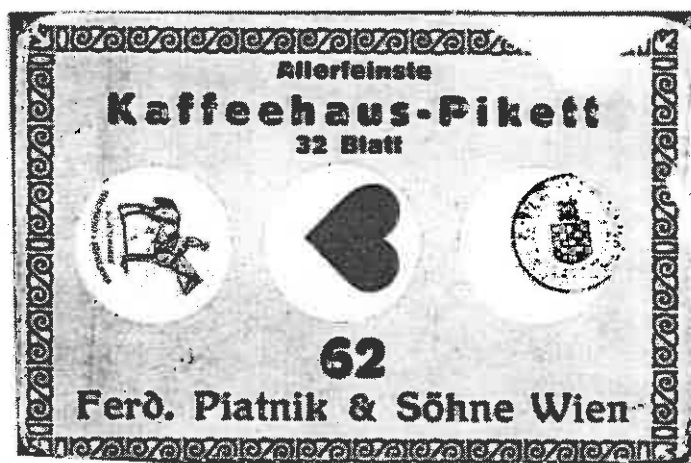 Allerfeinste
Kaffeehaus-Pikett
32 Blatt
62
Ferd. Piatnik & Söhne Wien